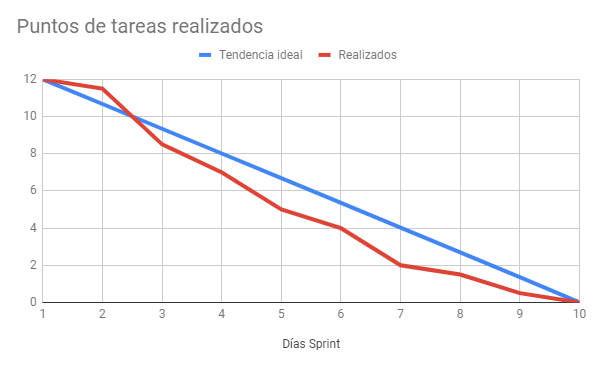 Puntos de tareas realizados
Tendencia ideal Realizados
12
10
8
6
4
2
0
1 2 3 4 5 6 7 8 9 10
Días Sprint